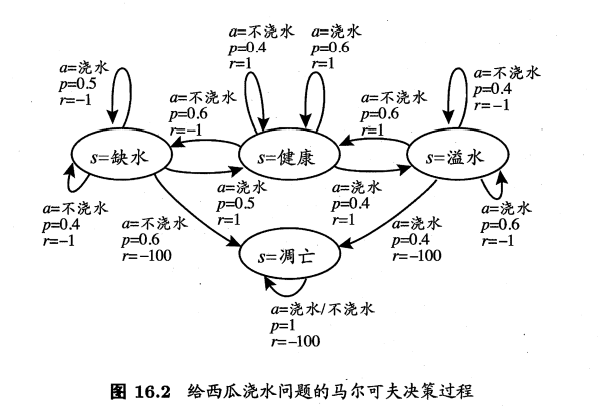 a=不浇水
p=0.4
r=1
a=浇水
p=0.6
r=1
a=浇水
p=0.5
r=-1
a=不浇水
p=0.6
r=-1
a=不浇水
p=0.6
r=1
a=不浇水
p=0.4
r=-1
s=缺水
s=健康
s=溢水
a=不浇水
p=0.4
r=-1
a=不浇水
p=0.6
r=-100
a=浇水
p=0.5
r=1
a=浇水
p=0.4
r=1
a=浇水
p=0.4
r=-100
a=浇水
p=0.6
r=-1
s=凋亡
a=浇水/不浇水
p=1
r=-100
图 16.2 给西瓜浇水问题的马尔可夫决策过程